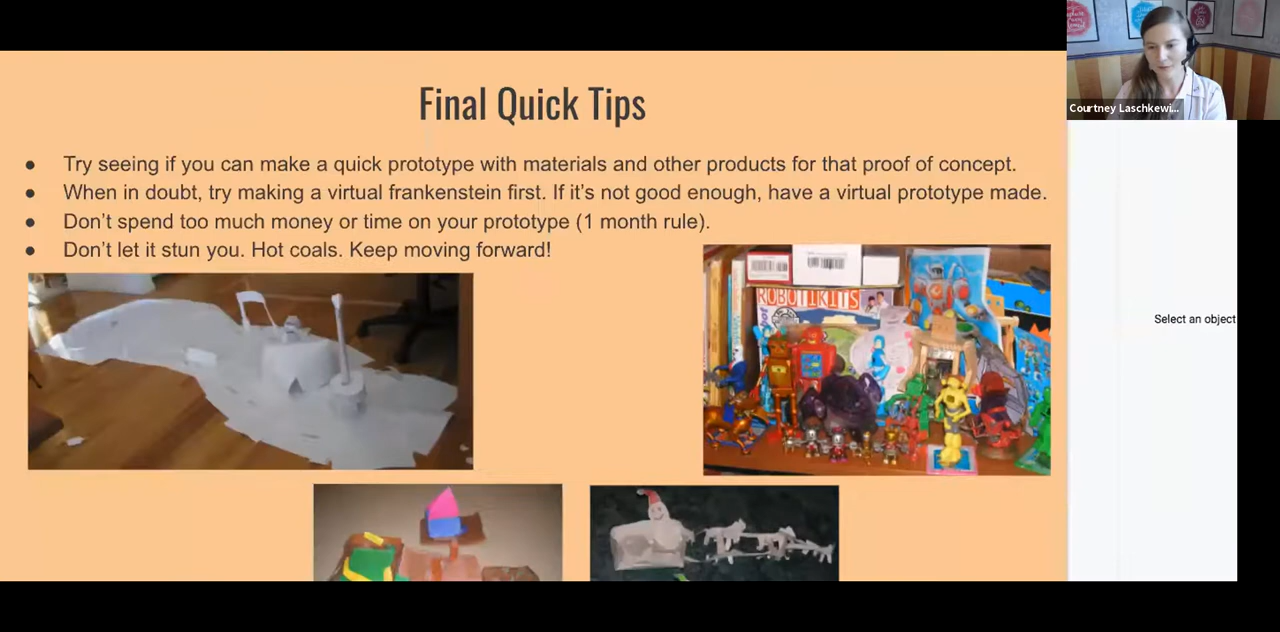 Final Quick Tips
● Try seeing if you can make a quick prototype with materials and other products for that proof of concept.
● When in doubt, try making a virtual frankenstein first. If it's not good enough, have a virtual prototype made.
● Don't spend too much money or time on your prototype (1 month rule).
● Don't let it stun you. Hot coals. Keep moving forward!
ROBOTIKITS
Courtney Laschkewi...
Select an object